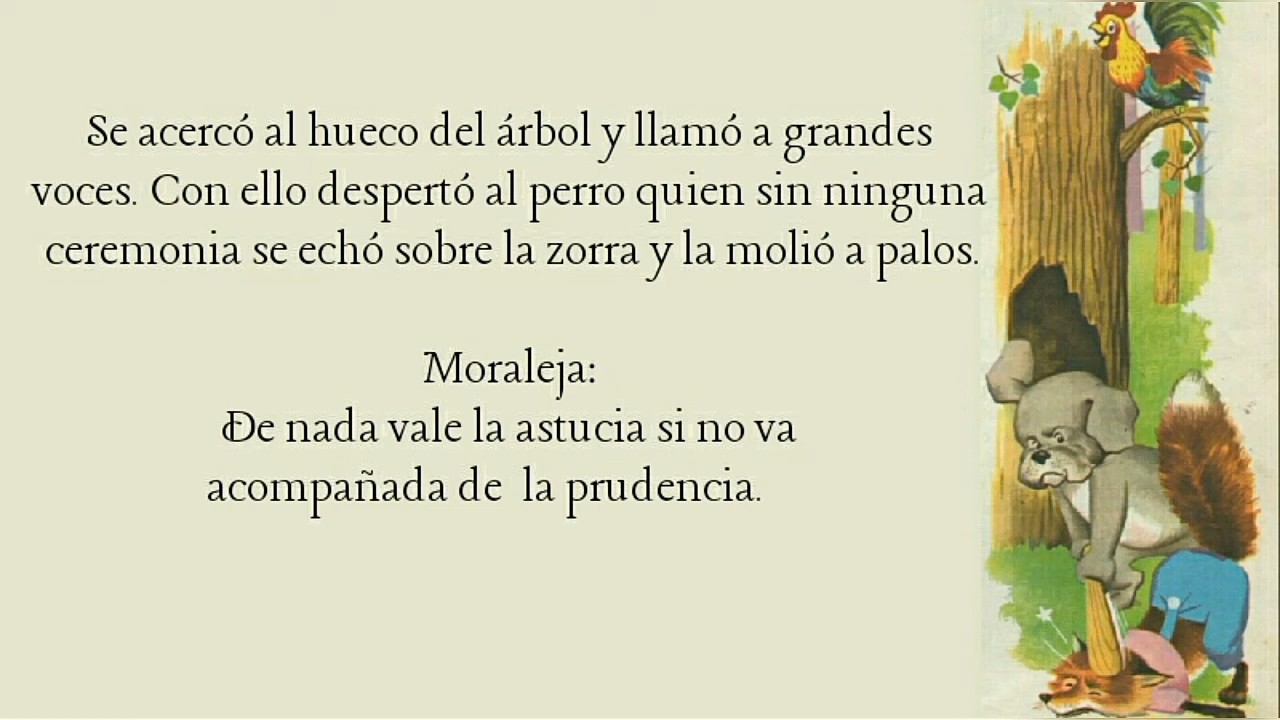 Se acercó al hueco del árbol y llamó a grandes
voces. Con ello despertó al perro quien sin ninguna
ceremonia se echó sobre la zorra y la molió a palos.
Moraleja:
De nada vale la astucia si no va
acompañada de la prudencia.